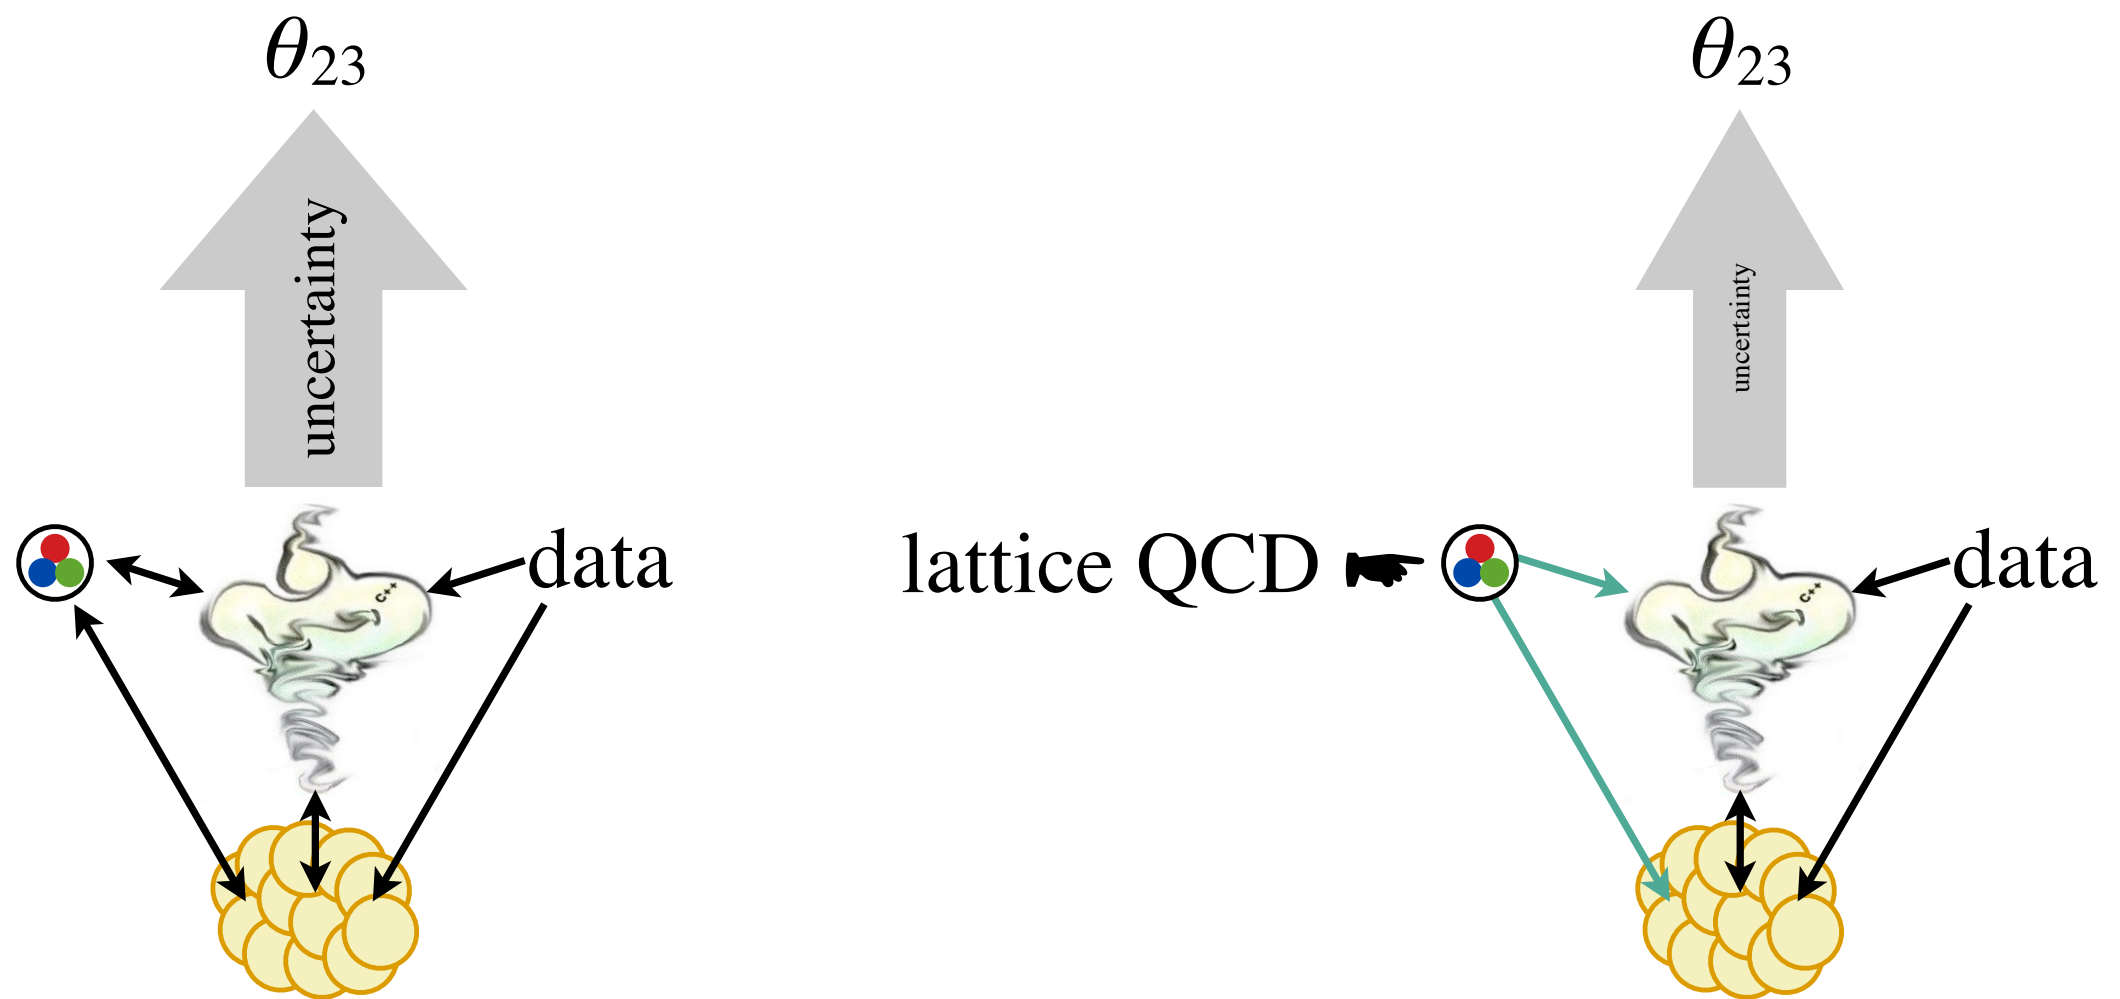 θ₂₃
uncertainty
data
C++
θ₂₃
uncertainty
lattice QCD
data
C++